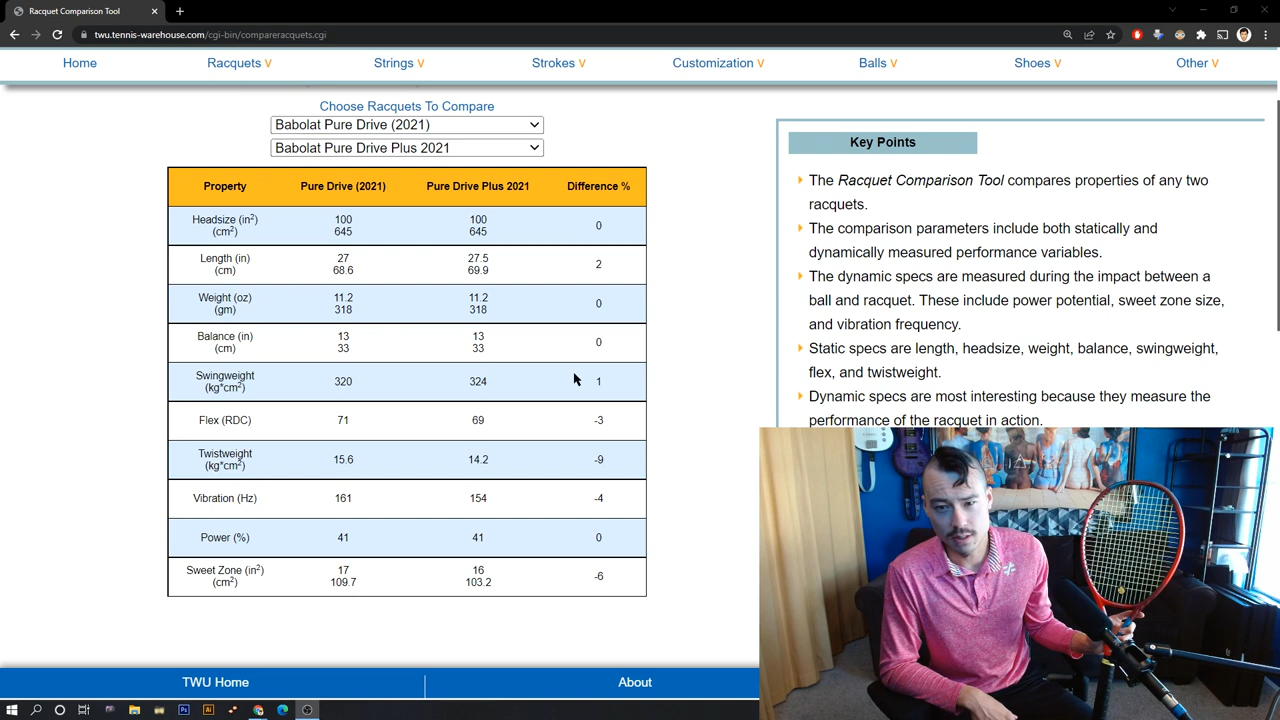 Racquet Comparison Tool
twu.tennis-warehouse.com/cgi-bin/compareracquets.cgi
Home Racquets V Strings V Strokes V Customization V Balls V Shoes V Other V
Choose Racquets To Compare
Babolat Pure Drive (2021)
Babolat Pure Drive Plus 2021
Property Pure Drive (2021) Pure Drive Plus 2021 Difference %
Headsize (in²) 100 100 0
(cm²) 645 645
Length (in) 27 27.5 2
(cm) 68.6 69.9
Weight (oz) 11.2 11.2 0
(gm) 318 318
Balance (in) 13 13 0
(cm) 33 33
Swingweight 320 324 1
(kg*cm²)
Flex (RDC) 71 69 -3
Twistweight 15.6 14.2 -9
(kg*cm²)
Vibration (Hz) 161 154 -4
Power (%) 41 41 0
Sweet Zone (in²) 17 16 -6
(cm²) 109.7 103.2
Key Points
The Racquet Comparison Tool compares properties of any two
racquets.
The comparison parameters include both statically and
dynamically measured performance variables.
The dynamic specs are measured during the impact between a
ball and racquet. These include power potential, sweet zone size,
and vibration frequency.
Static specs are length, headsize, weight, balance, swingweight,
flex, and twistweight.
Dynamic specs are most interesting because they measure the
performance of the racquet in action.
TWU Home About